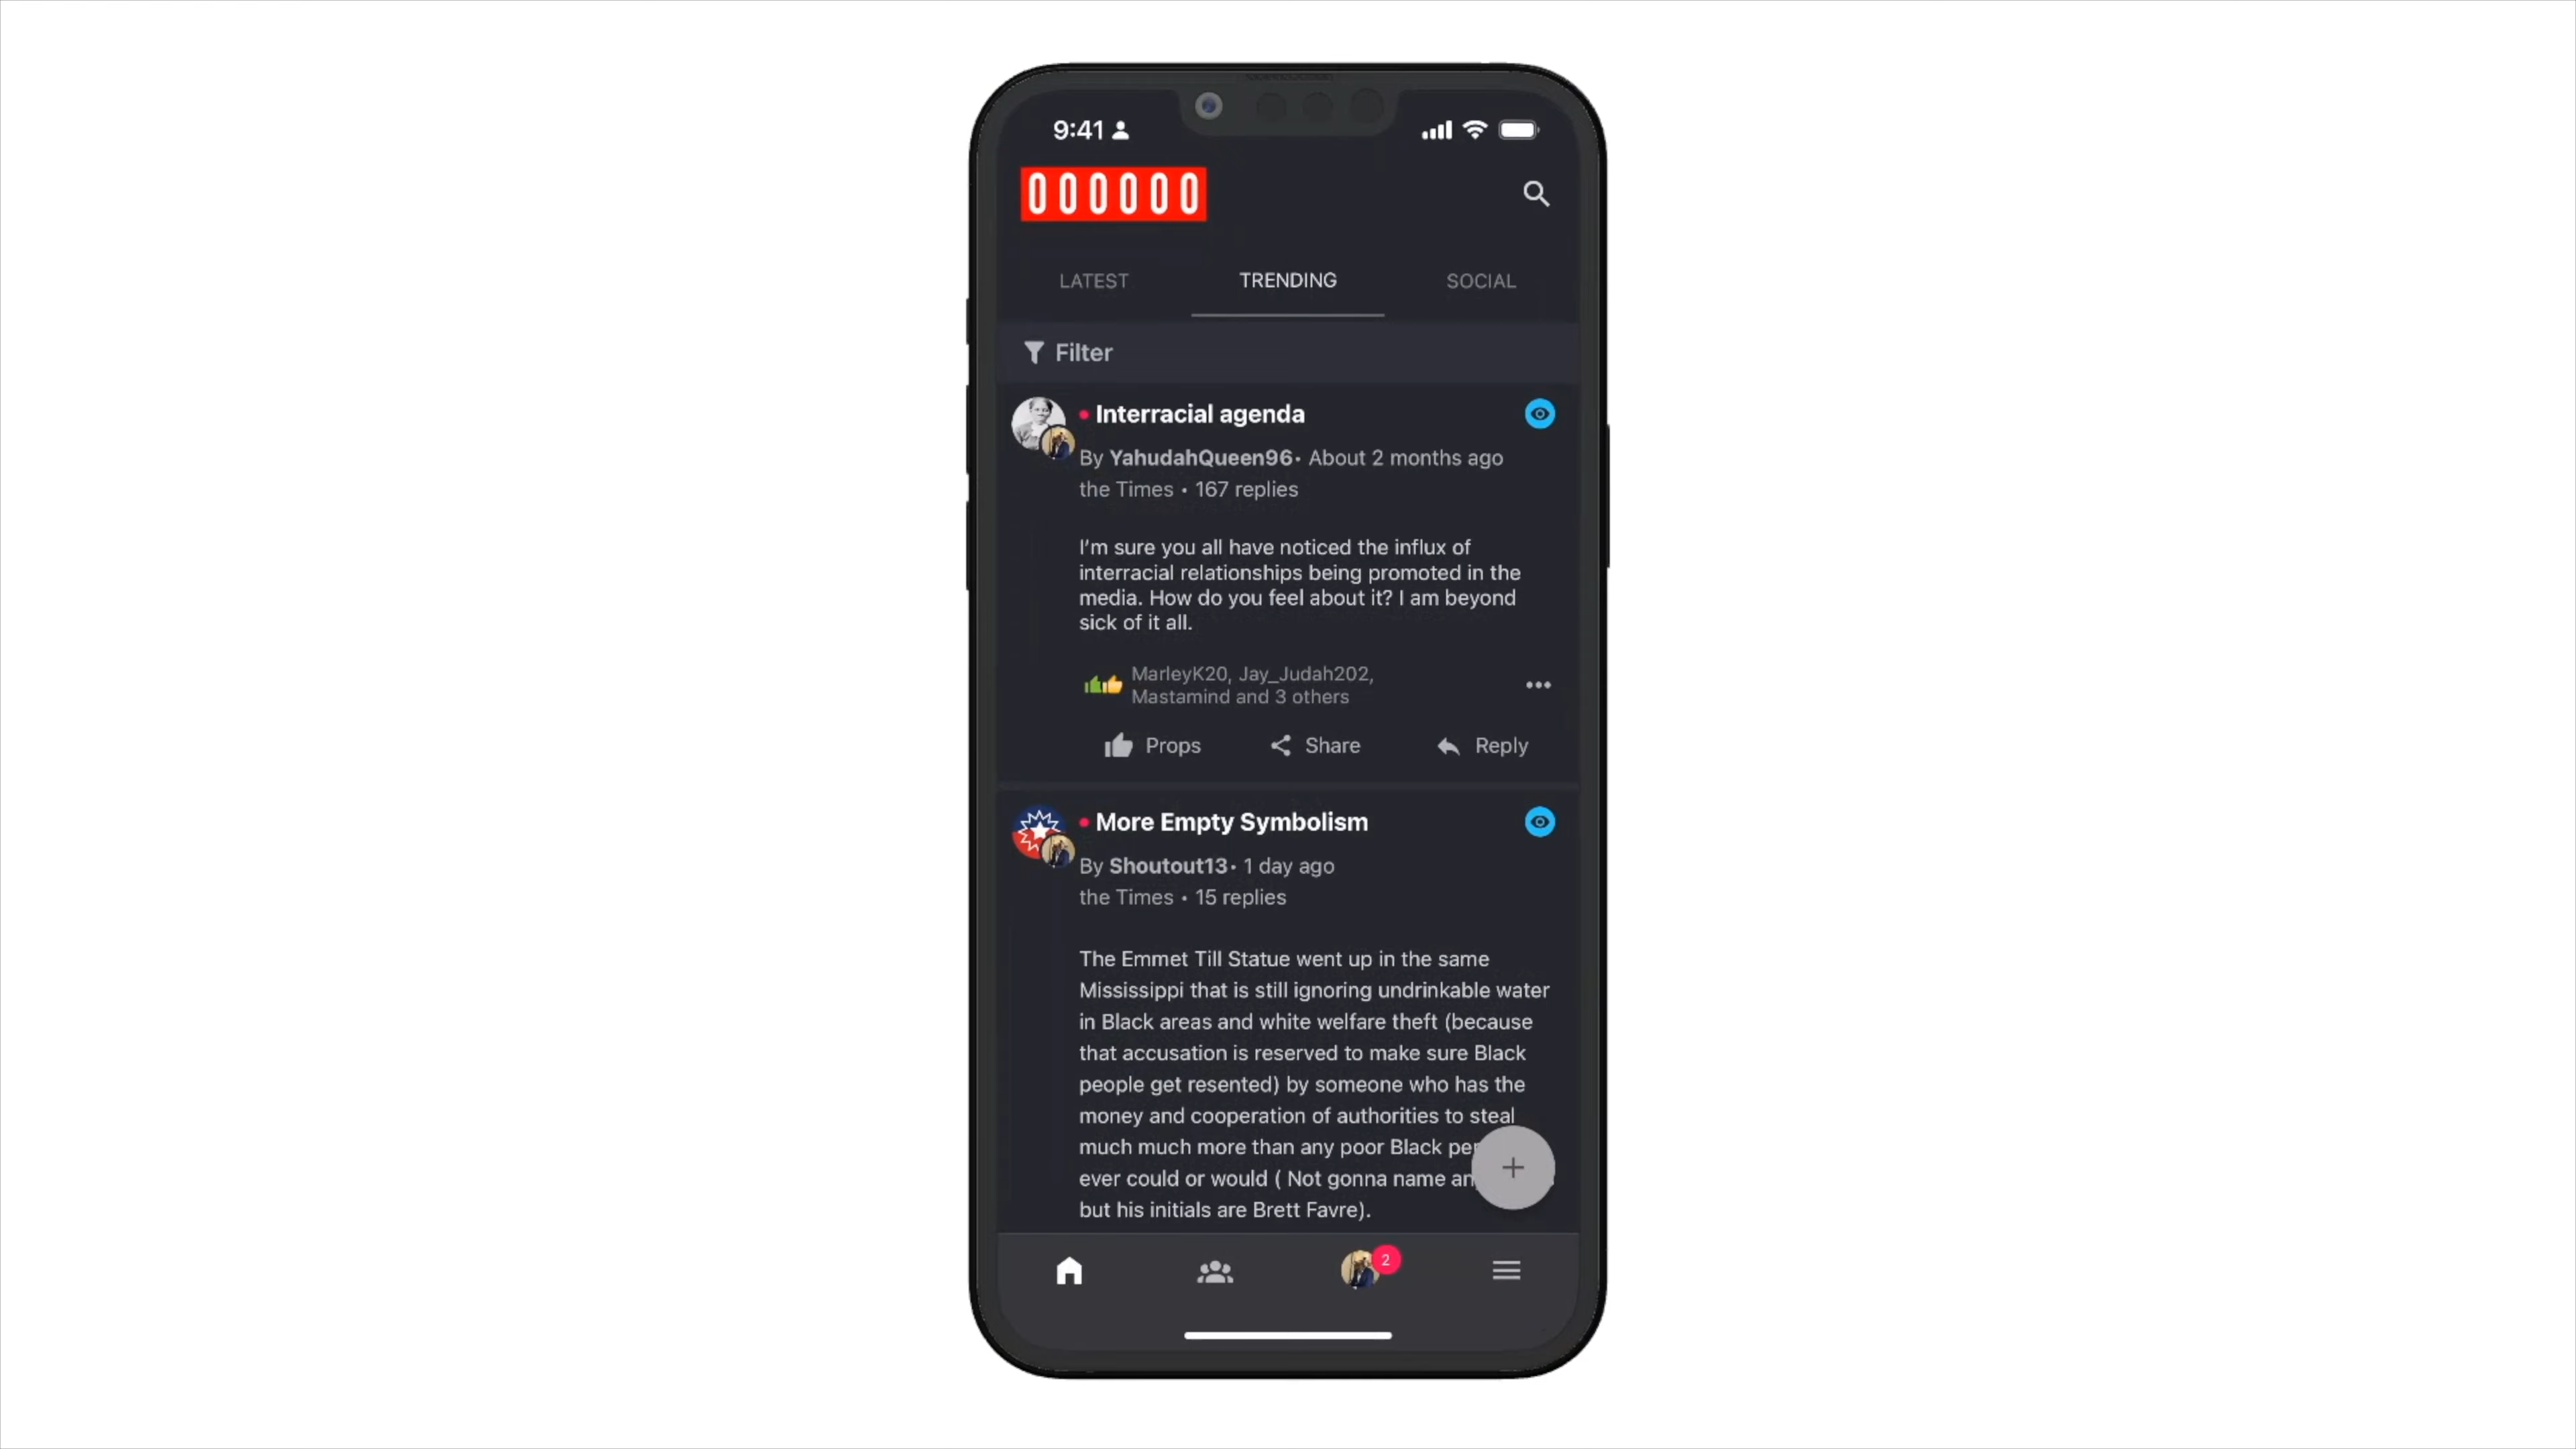 9:41
000000
LATEST TRENDING SOCIAL
Filter
Interracial agenda
By YahudahQueen96 • About 2 months ago
the Times • 167 replies
I'm sure you all have noticed the influx of
interracial relationships being promoted in the
media. How do you feel about it? I am beyond
sick of it all.
MarleyK20, Jay_Judah202,
Mastamind and 3 others
Props Share Reply
More Empty Symbolism
By Shoutout13 • 1 day ago
the Times • 15 replies
The Emmet Till Statue went up in the same
Mississippi that is still ignoring undrinkable water
in Black areas and white welfare theft (because
that accusation is reserved to make sure Black
people get resented) by someone who has the
money and cooperation of authorities to steal
much much more than any poor Black
ever could or would ( Not gonna name
but his initials are Brett Favre).
2